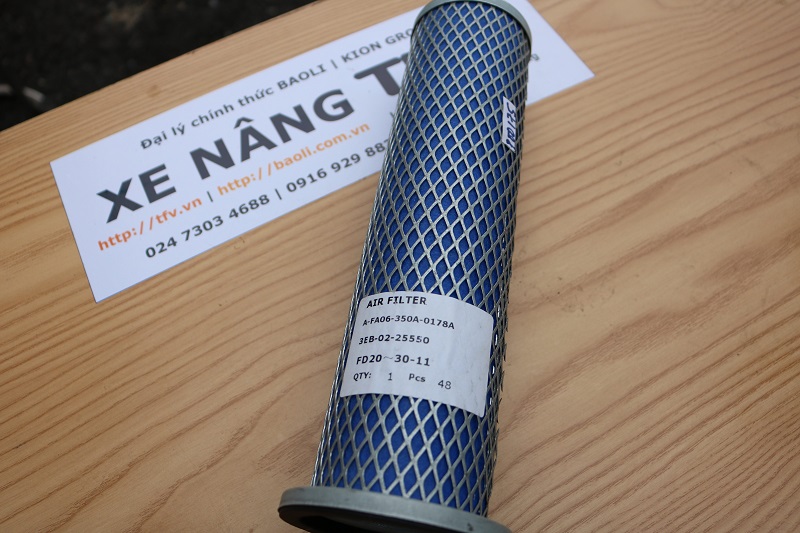 Đại lý chính thức BAOLI | KION GRO
XE NÂNG T
http://tfv.vn | http://baoli.com.vn
024 7303 4688 | 0916 929 88
AIR FILTER
A-FA06-350A-0178A
3EB-02-25550
FD20~30-11
QTY: 1 Pcs 48